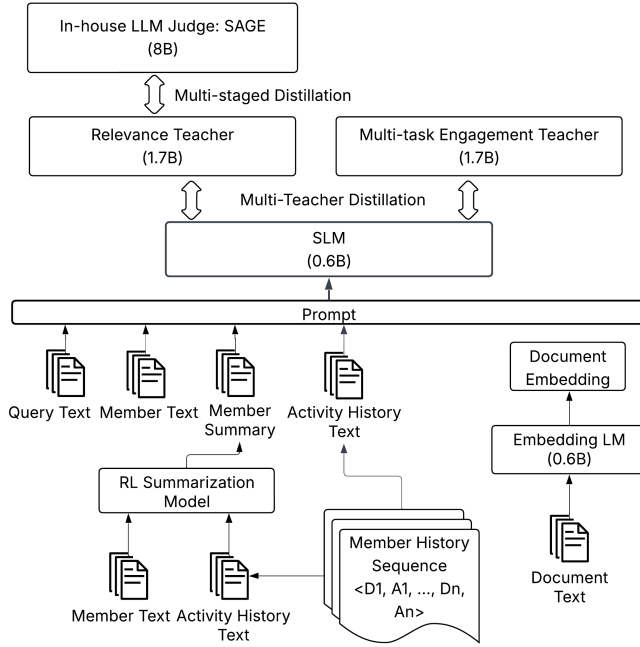 In-house LLM Judge: SAGE
(8B)
Multi-staged Distillation
Relevance Teacher
(1.7B)
Multi-task Engagement Teacher
(1.7B)
Multi-Teacher Distillation
SLM
(0.6B)
Prompt
Query Text
Member Text
Member
Summary
Activity History
Text
Document
Embedding
Embedding LM
(0.6B)
RL Summarization
Model
Member History
Sequence
<D1, A1, ..., Dn,
An>
Member Text
Activity History
Text
Document
Text